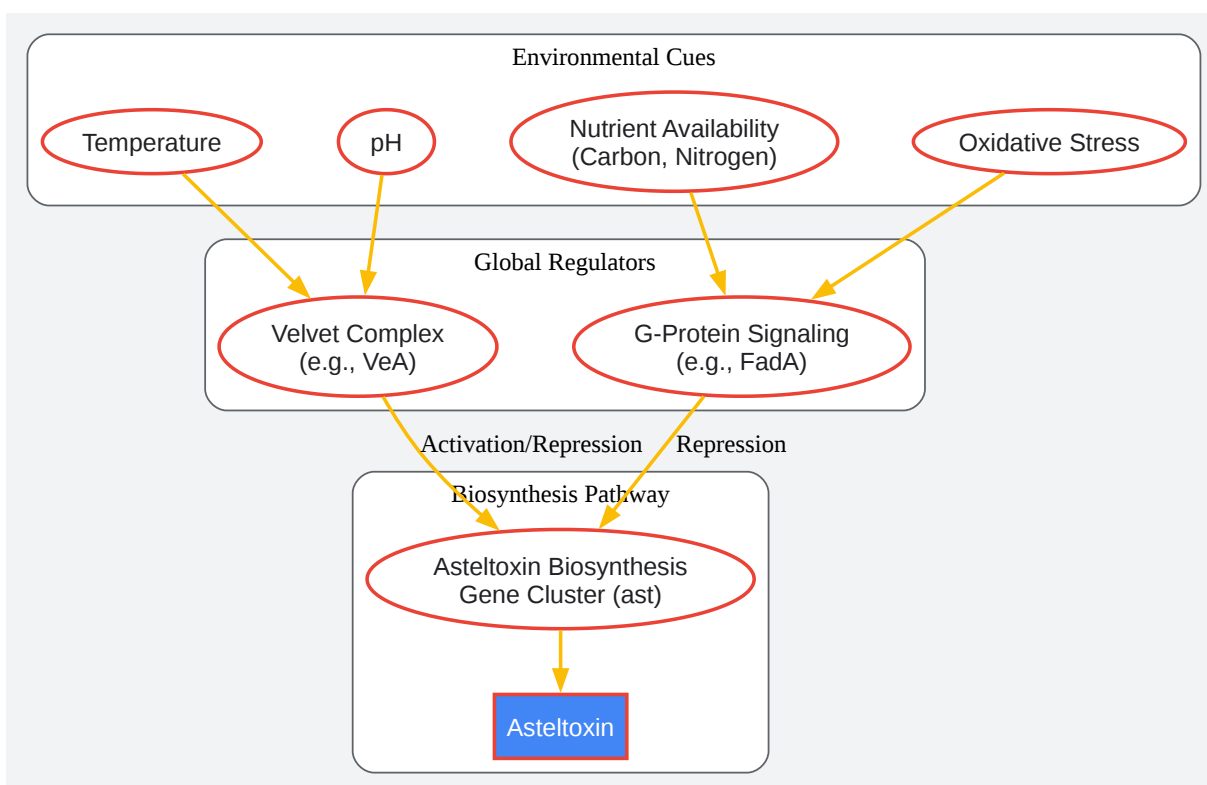 Environmental Cues
Temperature
pH
Nutrient Availability
(Carbon, Nitrogen)
Oxidative Stress
Global Regulators
Velvet Complex
(e.g., VeA)
G-Protein Signaling
(e.g., FadA)
Activation/Repression
Repression
Biosynthesis Pathway
Asteltoxin Biosynthesis
Gene Cluster (ast)
Asteltoxin